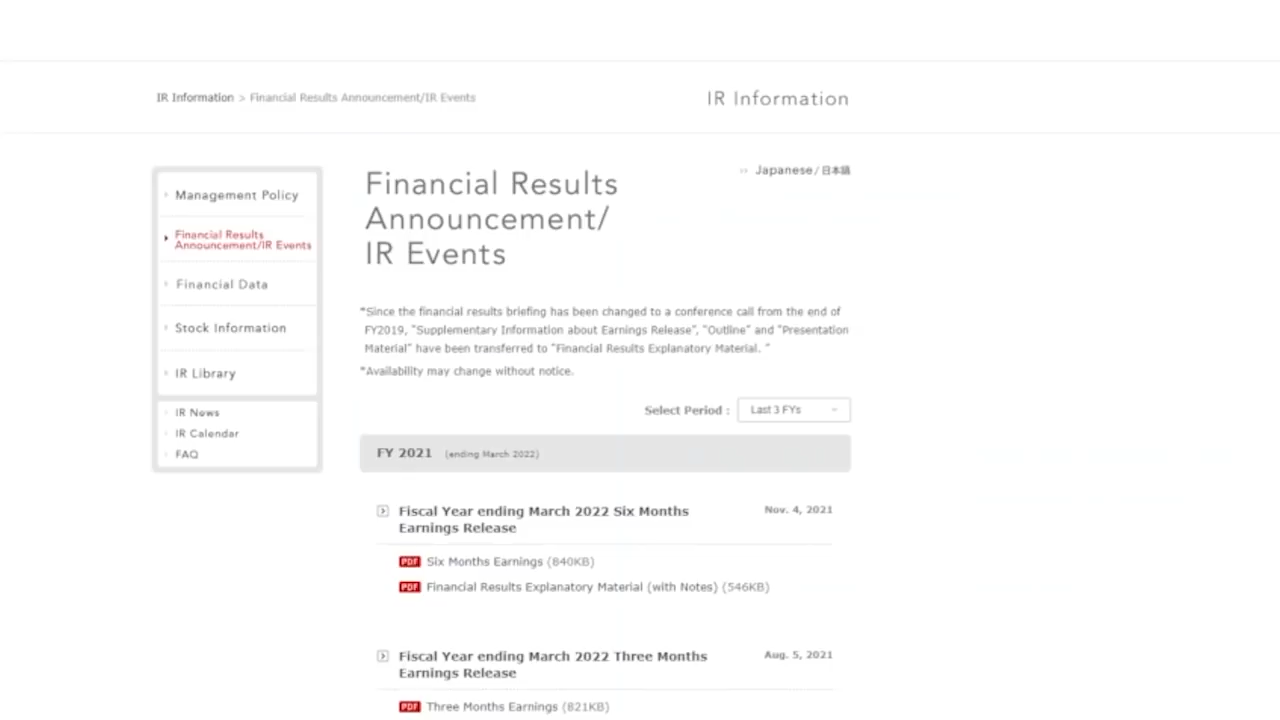 IR Information > Financial Results Announcement/IR Events
IR Information
Management Policy
Financial Results
Announcement/IR Events
Financial Data
Stock Information
IR Library
IR News
IR Calendar
FAQ
Financial Results
Announcement/
IR Events
Japanese/日本語
*Since the financial results briefing has been changed to a conference call from the end of
FY2019, "Supplementary Information about Earnings Release", "Outline" and "Presentation
Material" have been transferred to "Financial Results Explanatory Material. "
*Availability may change without notice.
Select Period : Last 3 FYs
FY 2021 (ending March 2022)
Fiscal Year ending March 2022 Six Months
Earnings Release
Nov. 4, 2021
PDF Six Months Earnings (840KB)
PDF Financial Results Explanatory Material (with Notes) (546KB)
Fiscal Year ending March 2022 Three Months
Earnings Release
Aug. 5, 2021
PDF Three Months Earnings (821KB)